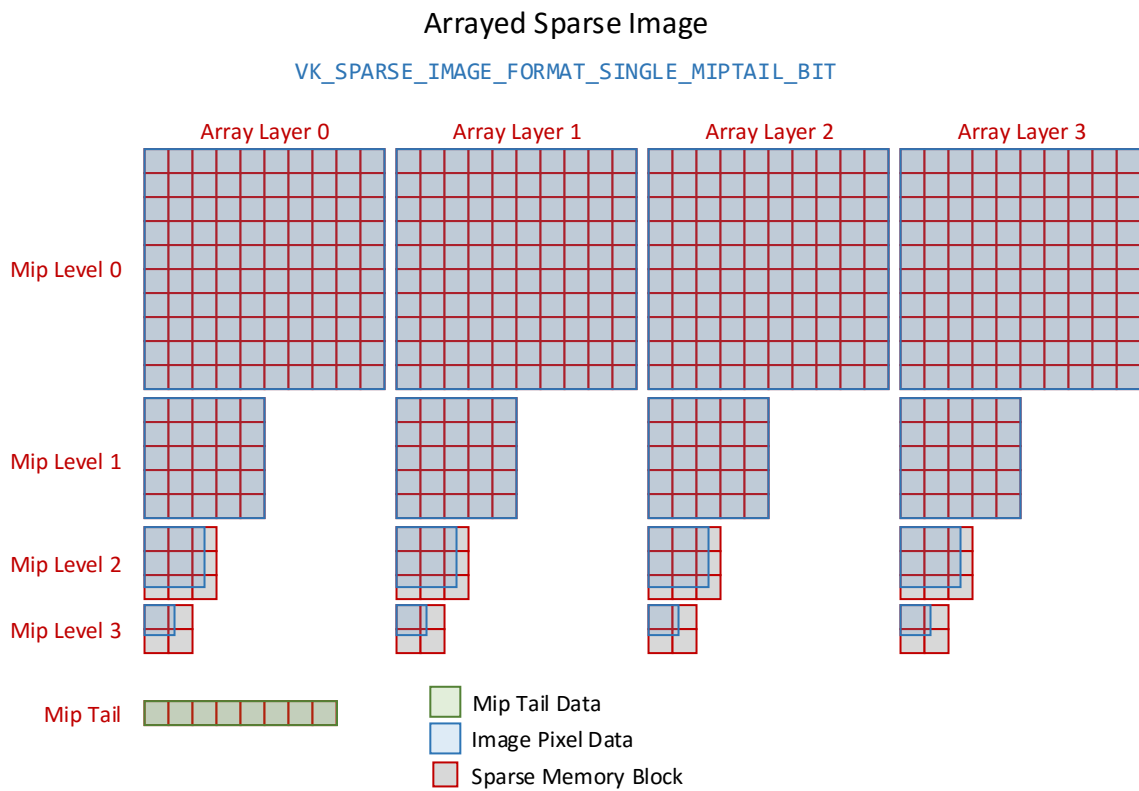 Arrayed Sparse Image
VK_SPARSE_IMAGE_FORMAT_SINGLE_MIPTAIL_BIT
Array Layer 0
Array Layer 1
Array Layer 2
Array Layer 3
Mip Level 0
Mip Level 1
Mip Level 2
Mip Level 3
Mip Tail
Mip Tail Data
Image Pixel Data
Sparse Memory Block